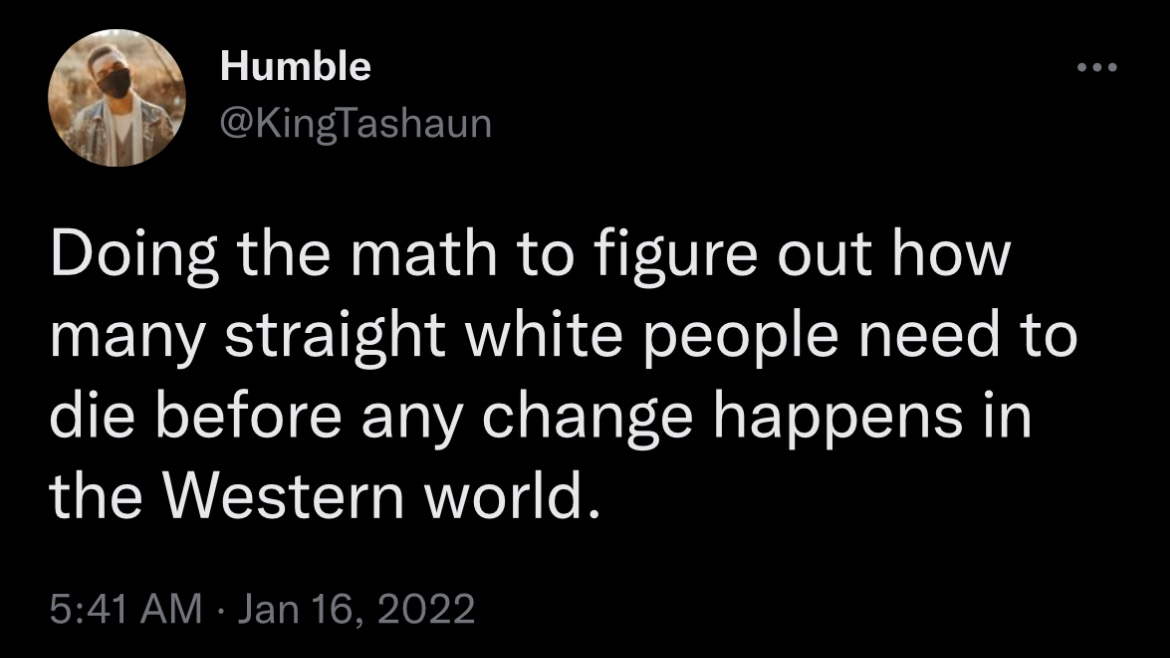 Humble
@KingTashaun
Doing the math to figure out how
many straight white people need to
die before any change happens in
the Western world.
5:41 AM · Jan 16, 2022